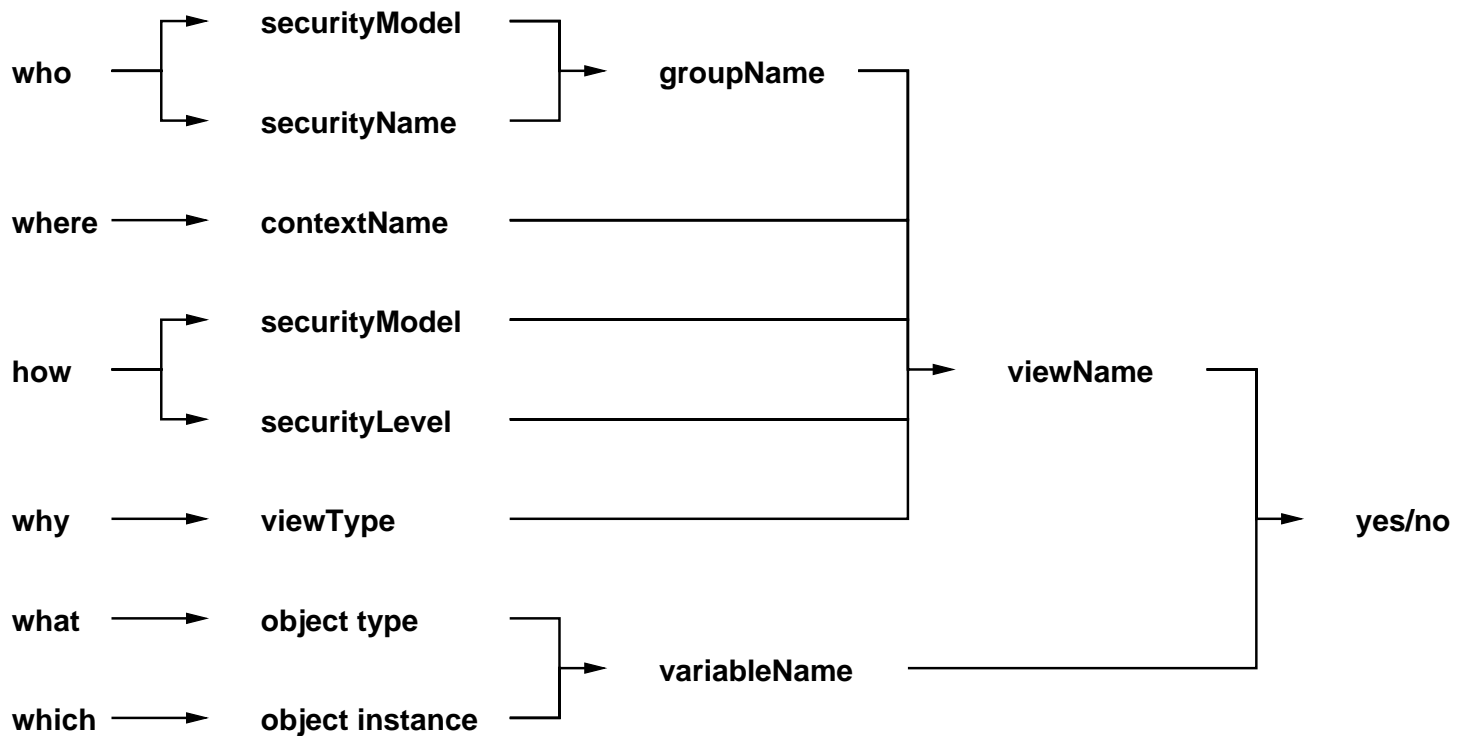 securityModel
who
groupName
securityName
where
contextName
securityModel
how
viewName
securityLevel
why
viewType
yes/no
what
object type
variableName
which
object instance